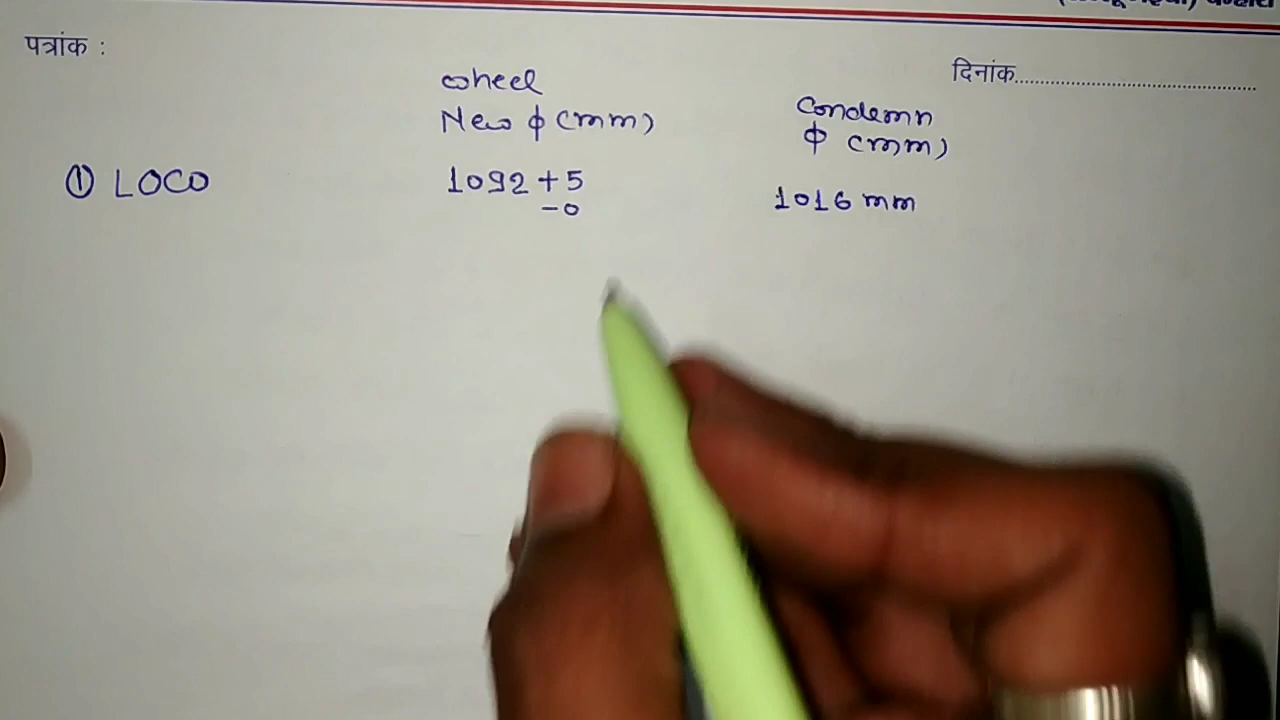 पत्रांक :
दिनांक........................................
wheel
New ϕ (mm)
Condemn
ϕ (mm)
① LOCO
1092 +5
-0
1016 mm